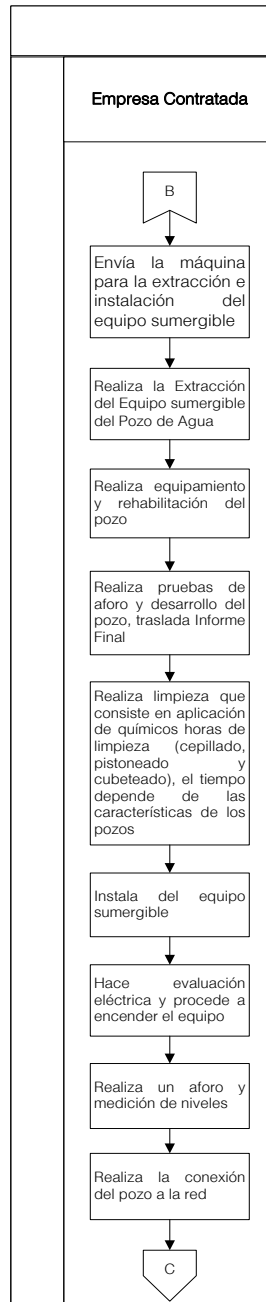 Empresa Contratada
B
Envía la máquina
para la extracción e
instalación del
equipo sumergible
Realiza la Extracción
del Equipo sumergible
del Pozo de Agua
Realiza equipamiento
y rehabilitación del
pozo
Realiza pruebas de
aforo y desarrollo del
pozo, traslada Informe
Final
Realiza limpieza que
consiste en aplicación
de químicos horas de
limpieza (cepillado,
pistoneado y
cubeteado), el tiempo
depende de las
características de los
pozos
Instala del equipo
sumergible
Hace evaluación
eléctrica y procede a
encender el equipo
Realiza un aforo y
medición de niveles
Realiza la conexión
del pozo a la red
C